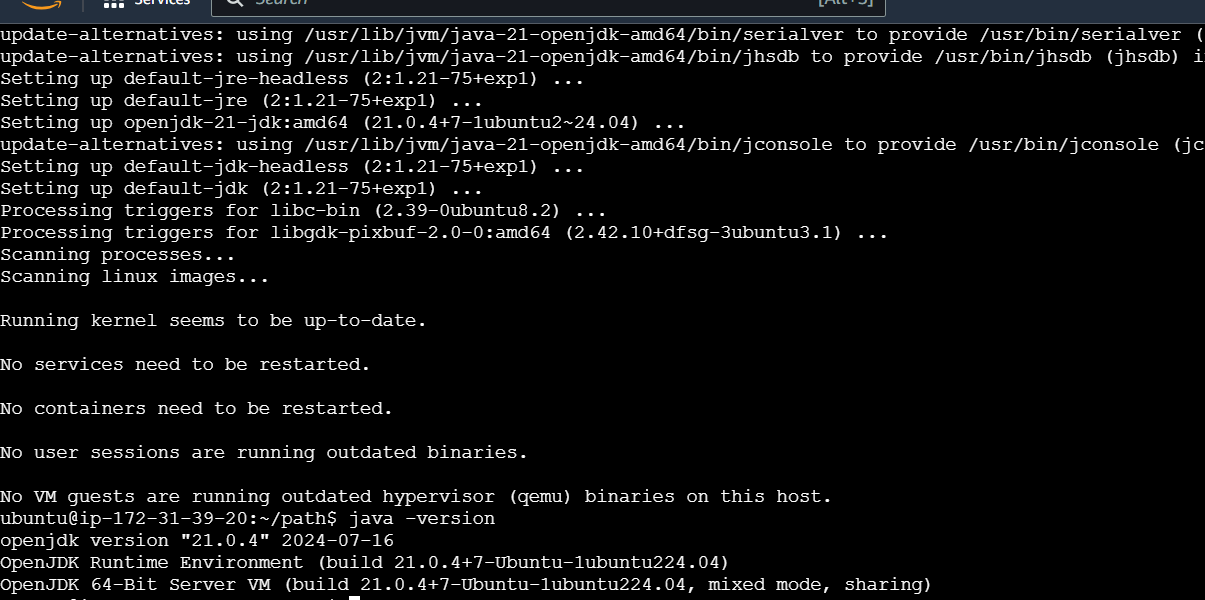 Services
Search
[Alt+S]
update-alternatives: using /usr/lib/jvm/java-21-openjdk-amd64/bin/serialver to provide /usr/bin/serialver (
update-alternatives: using /usr/lib/jvm/java-21-openjdk-amd64/bin/jhsdb to provide /usr/bin/jhsdb (jhsdb) i
Setting up default-jre-headless (2:1.21-75+exp1) ...
Setting up default-jre (2:1.21-75+exp1) ...
Setting up openjdk-21-jdk:amd64 (21.0.4+7-1ubuntu2~24.04) ...
update-alternatives: using /usr/lib/jvm/java-21-openjdk-amd64/bin/jconsole to provide /usr/bin/jconsole (jc
Setting up default-jdk-headless (2:1.21-75+exp1) ...
Setting up default-jdk (2:1.21-75+exp1) ...
Processing triggers for libc-bin (2.39-0ubuntu8.2) ...
Processing triggers for libgdk-pixbuf-2.0-0:amd64 (2.42.10+dfsg-3ubuntu3.1) ...
Scanning processes...
Scanning linux images...
Running kernel seems to be up-to-date.
No services need to be restarted.
No containers need to be restarted.
No user sessions are running outdated binaries.
No VM guests are running outdated hypervisor (qemu) binaries on this host.
ubuntu@ip-172-31-39-20:~/path$ java -version
openjdk version "21.0.4" 2024-07-16
OpenJDK Runtime Environment (build 21.0.4+7-Ubuntu-1ubuntu224.04)
OpenJDK 64-Bit Server VM (build 21.0.4+7-Ubuntu-1ubuntu224.04, mixed mode, sharing)